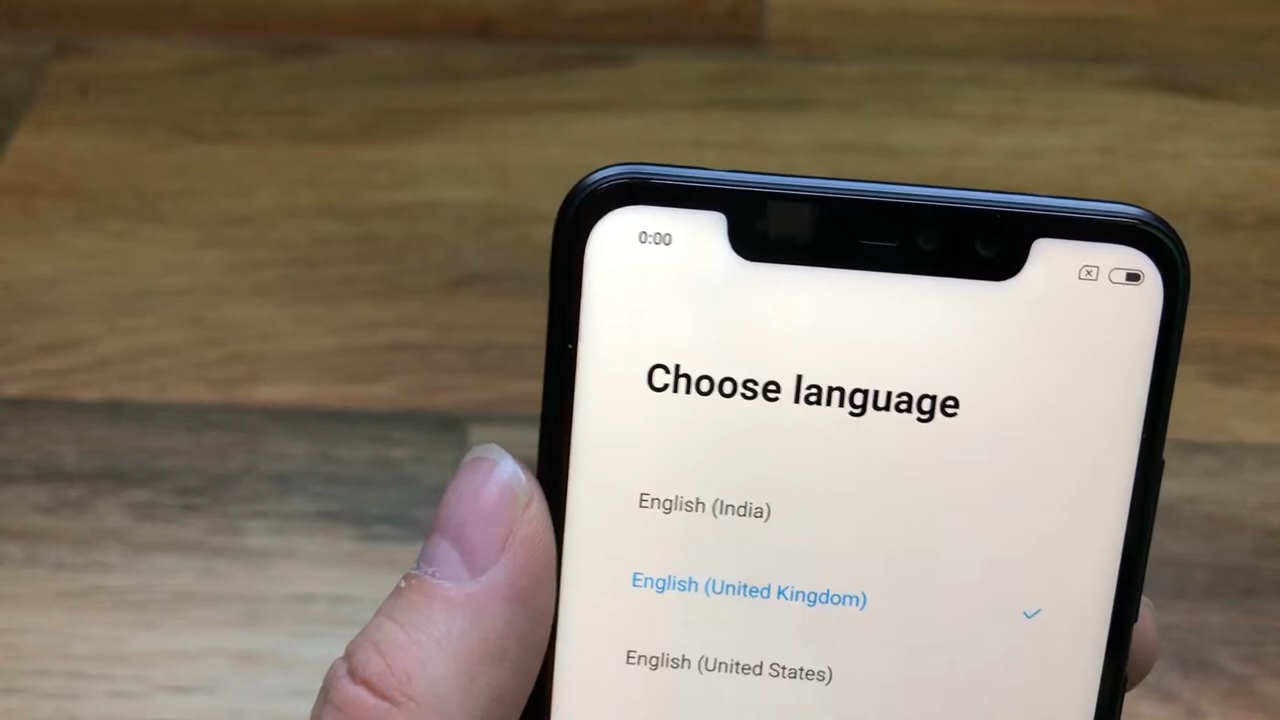 0:00
Choose language
English (India)
English (United Kingdom)
English (United States)